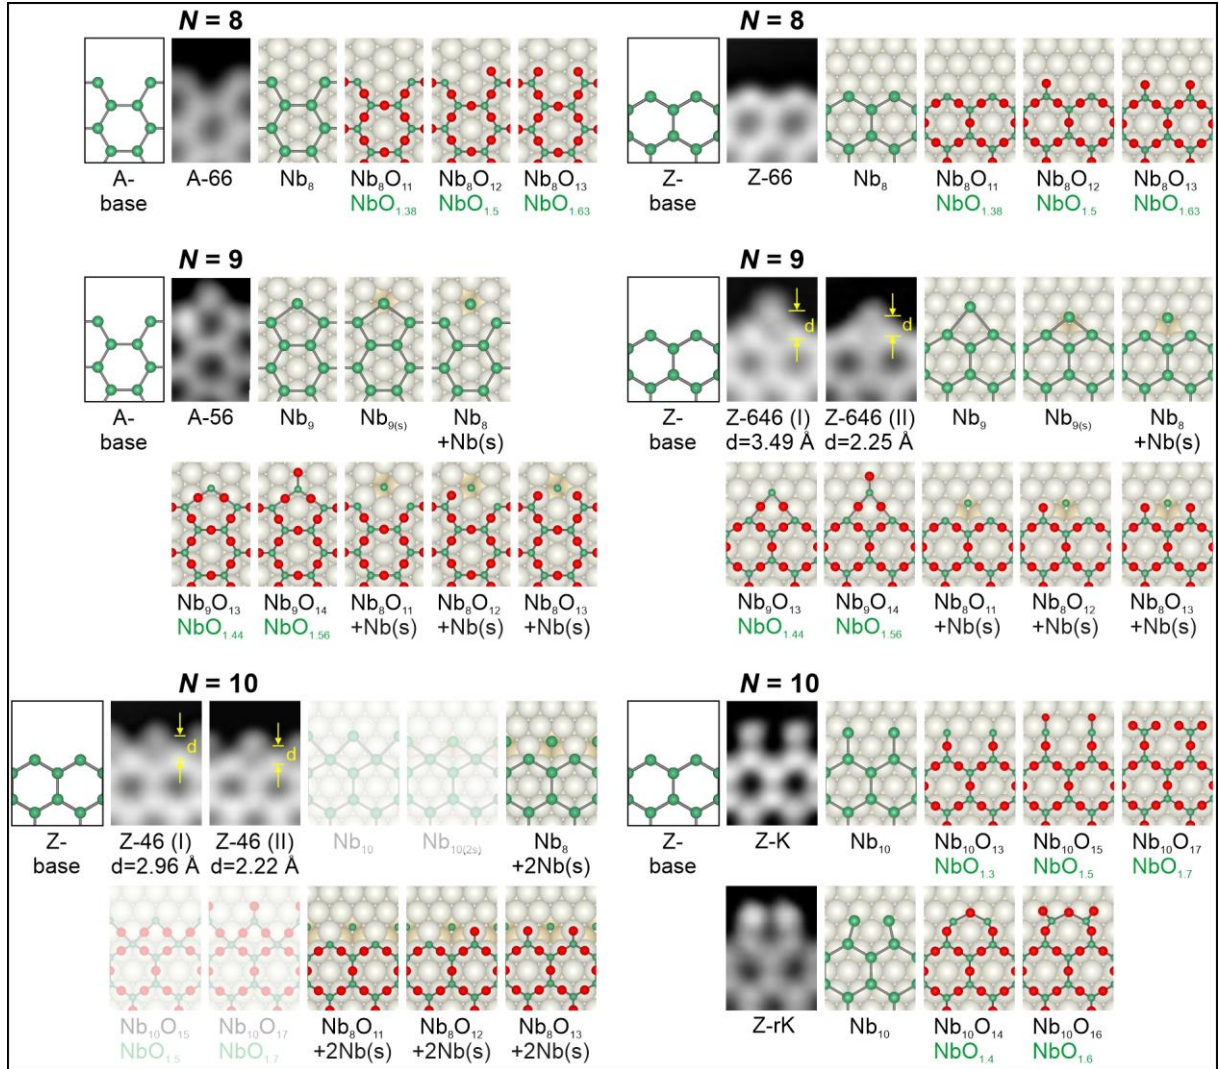 N = 8
A-
base
A-66
Nb8
Nb8O11
NbO1.38
Nb8O12
NbO1.5
Nb8O13
NbO1.63
N = 8
Z-
base
Z-66
Nb8
Nb8O11
NbO1.38
Nb8O12
NbO1.5
Nb8O13
NbO1.63
N = 9
A-
base
A-56
Nb9
Nb9(s)
Nb8
+Nb(s)
Nb9O13
NbO1.44
Nb9O14
NbO1.56
Nb8O11
+Nb(s)
Nb8O12
+Nb(s)
Nb8O13
+Nb(s)
N = 9
d
d
Z-
base
Z-646 (I)
d=3.49 Å
Z-646 (II)
d=2.25 Å
Nb9
Nb9(s)
Nb8
+Nb(s)
Nb9O13
NbO1.44
Nb9O14
NbO1.56
Nb8O11
+Nb(s)
Nb8O12
+Nb(s)
Nb8O13
+Nb(s)
N = 10
d
d
Z-
base
Z-46 (I)
d=2.96 Å
Z-46 (II)
d=2.22 Å
Nb10
Nb10(2s)
Nb8
+2Nb(s)
Nb10O15
NbO1.5
Nb10O17
NbO1.7
Nb8O11
+2Nb(s)
Nb8O12
+2Nb(s)
Nb8O13
+2Nb(s)
N = 10
Z-
base
Z-K
Nb10
Nb10O13
NbO1.3
Nb10O15
NbO1.5
Nb10O17
NbO1.7
Z-rK
Nb10
Nb10O14
NbO1.4
Nb10O16
NbO1.6